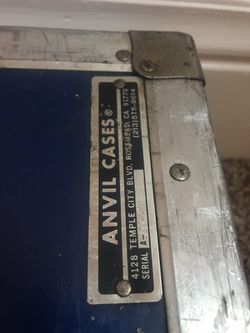 ANVIL CASES®
4128 TEMPLE CITY BLVD. ROSEMEAD, CA. 91770
(213) 575-8614
SERIAL A-